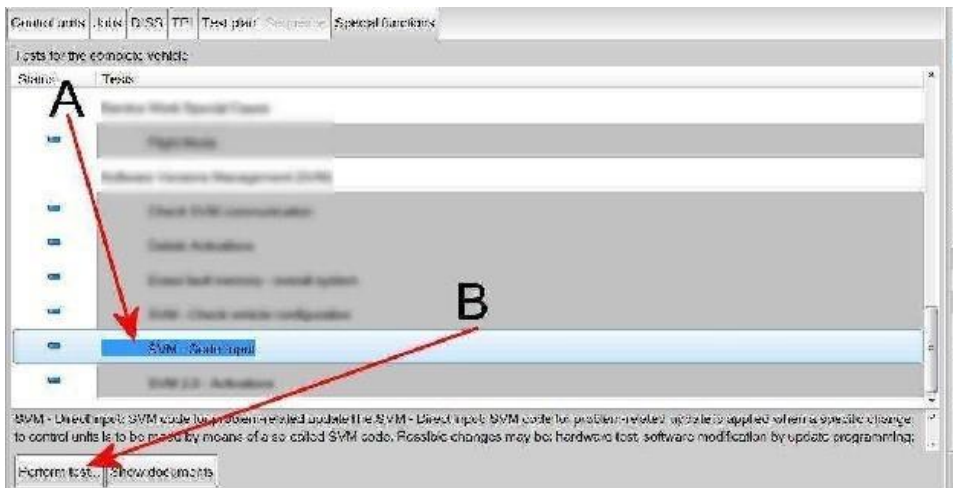 Control units Jobs DISS TPI Test plan Sequence Special functions
Tests for the complete vehicle
Status Tests
A
Service Work Special Cases
Flight Mode
Software Versions Management (SVM)
Check SVM communication
Delete Activations
Erase fault memory - overall system
SVM - Check vehicle configuration
B
SVM - Code Input
SVM 2.0 - Activations
SVM - Direct input: SVM code for problem-related update The SVM - Direct input: SVM code for problem-related update is applied when a specific change
to control units is to be made by means of a so-called SVM code. Possible changes may be: hardware test, software modification by update programming;
Perform test... Show documents